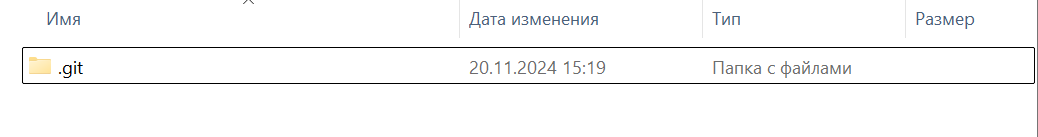 Имя Дата изменения Тип Размер
.git 20.11.2024 15:19 Папка с файлами